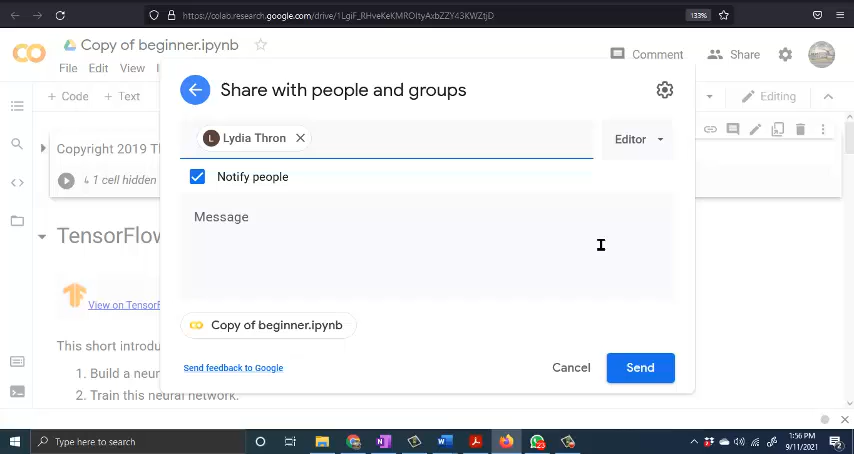 https://colab.research.google.com/drive/1LgiF_RHveKeKMROItyAxbZZY43KWZtjD
133%
Copy of beginner.ipynb
File Edit View
Comment Share
+ Code + Text
Editing
Share with people and groups
L Lydia Thron
Editor
Notify people
Message
Copy of beginner.ipynb
Send feedback to Google
Cancel Send
Copyright 2019 Th
1 cell hidden
TensorFlow
View on TensorF
This short introdu
1. Build a neur
2. Train this neural network.
Type here to search
23
1:56 PM
9/11/2021
2